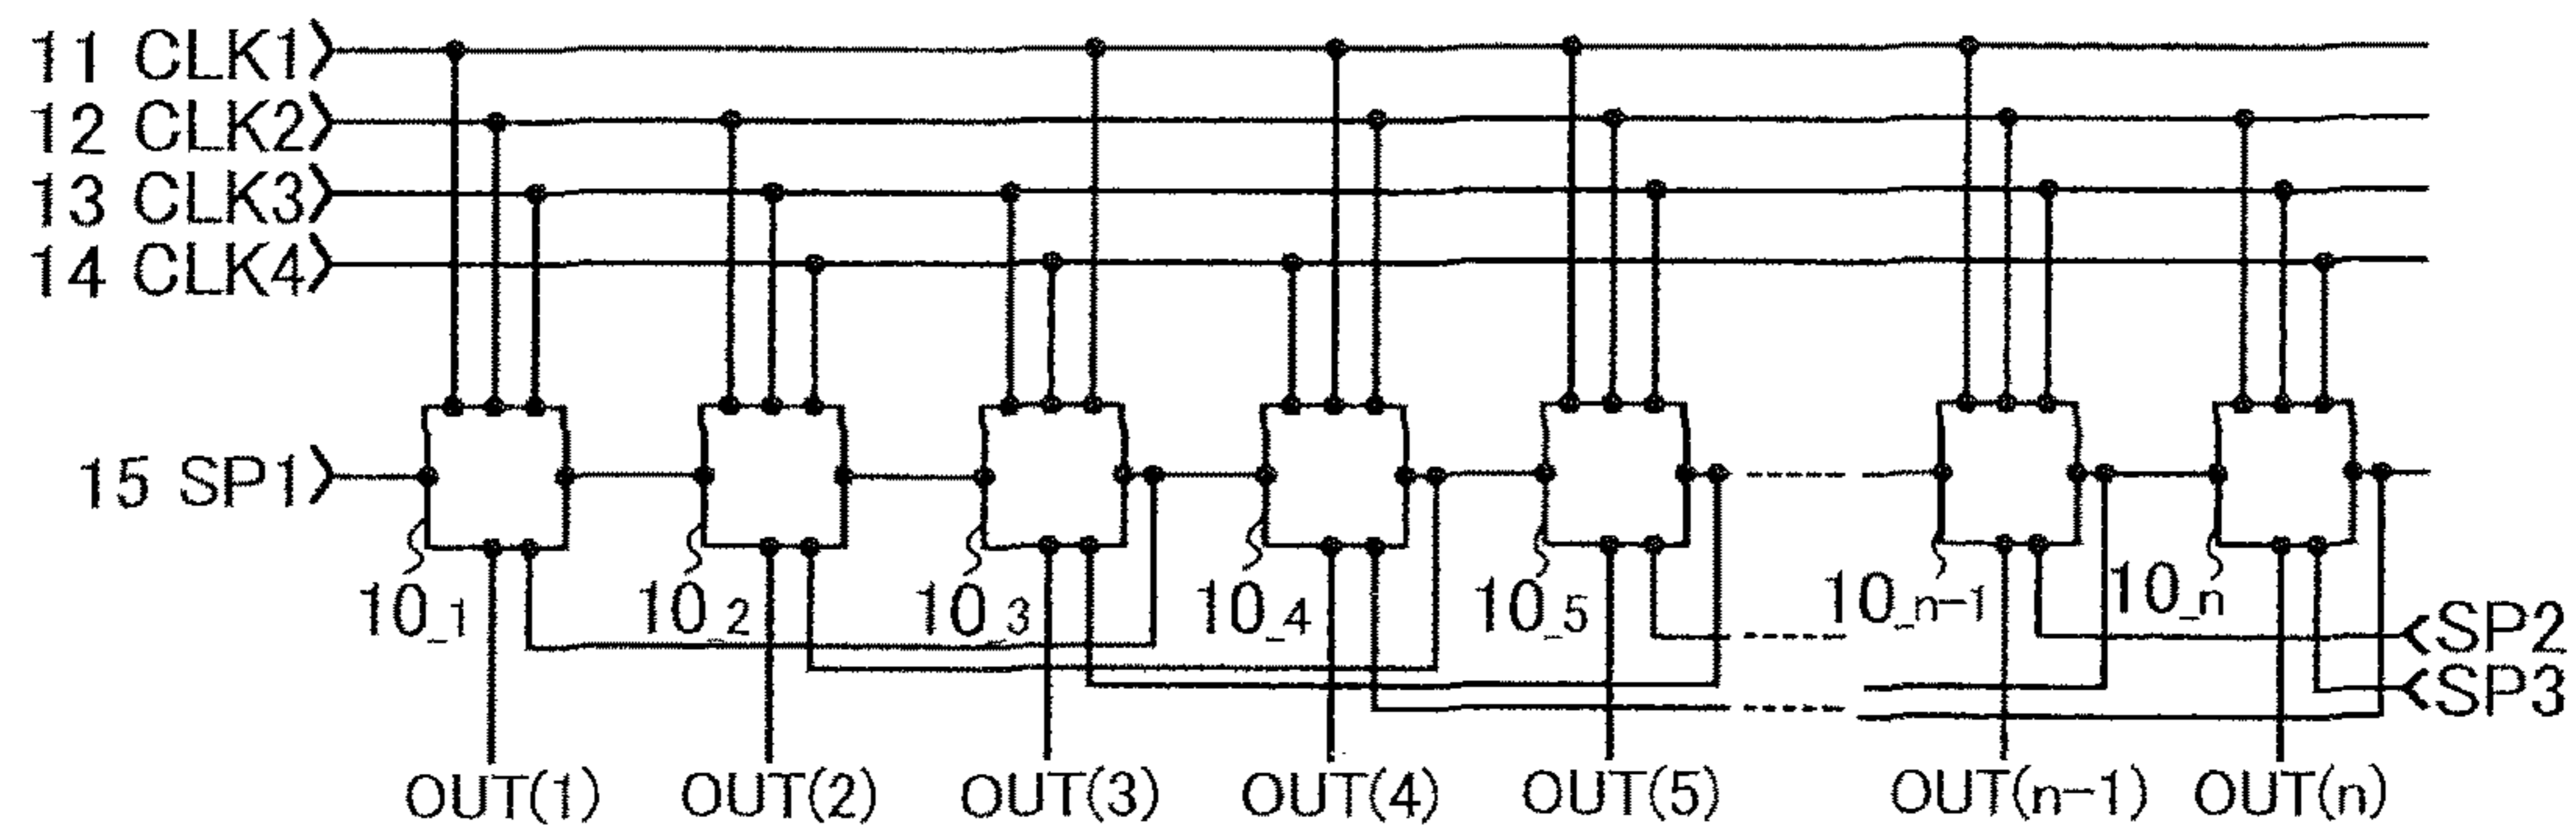 11 CLK1
12 CLK2
13 CLK3
14 CLK4
15 SP1
10_1
10_2
10_3
10_4
10_5
10_n-1
10_n
SP2
SP3
OUT(1)
OUT(2)
OUT(3)
OUT(4)
OUT(5)
OUT(n-1)
OUT(n)